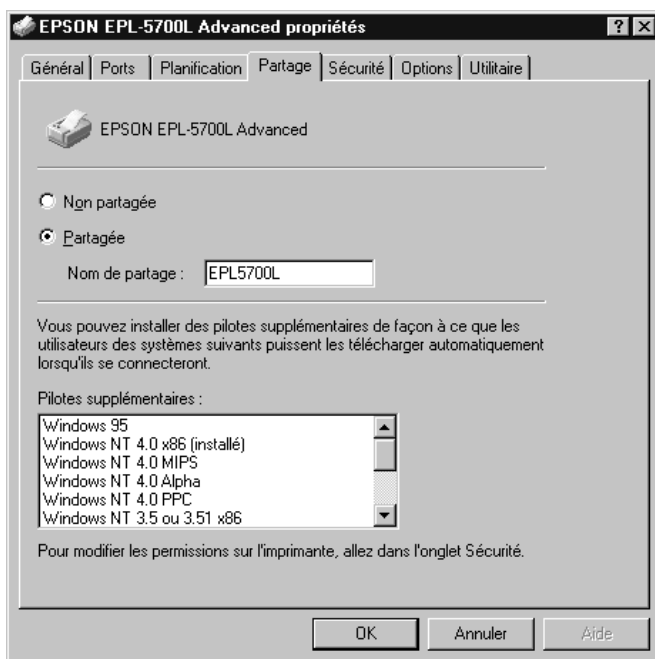 EPSON EPL-5700L Advanced propriétés
Général Ports Planification Partage Sécurité Options Utilitaire
EPSON EPL-5700L Advanced
Non partagée
Partagée
Nom de partage : EPL5700L
Vous pouvez installer des pilotes supplémentaires de façon à ce que les
utilisateurs des systèmes suivants puissent les télécharger automatiquement
lorsqu'ils se connecteront.
Pilotes supplémentaires :
Windows 95
Windows NT 4.0 x86 (installé)
Windows NT 4.0 MIPS
Windows NT 4.0 Alpha
Windows NT 4.0 PPC
Windows NT 3.5 ou 3.51 x86
Pour modifier les permissions sur l'imprimante, allez dans l'onglet Sécurité.
OK Annuler Aide